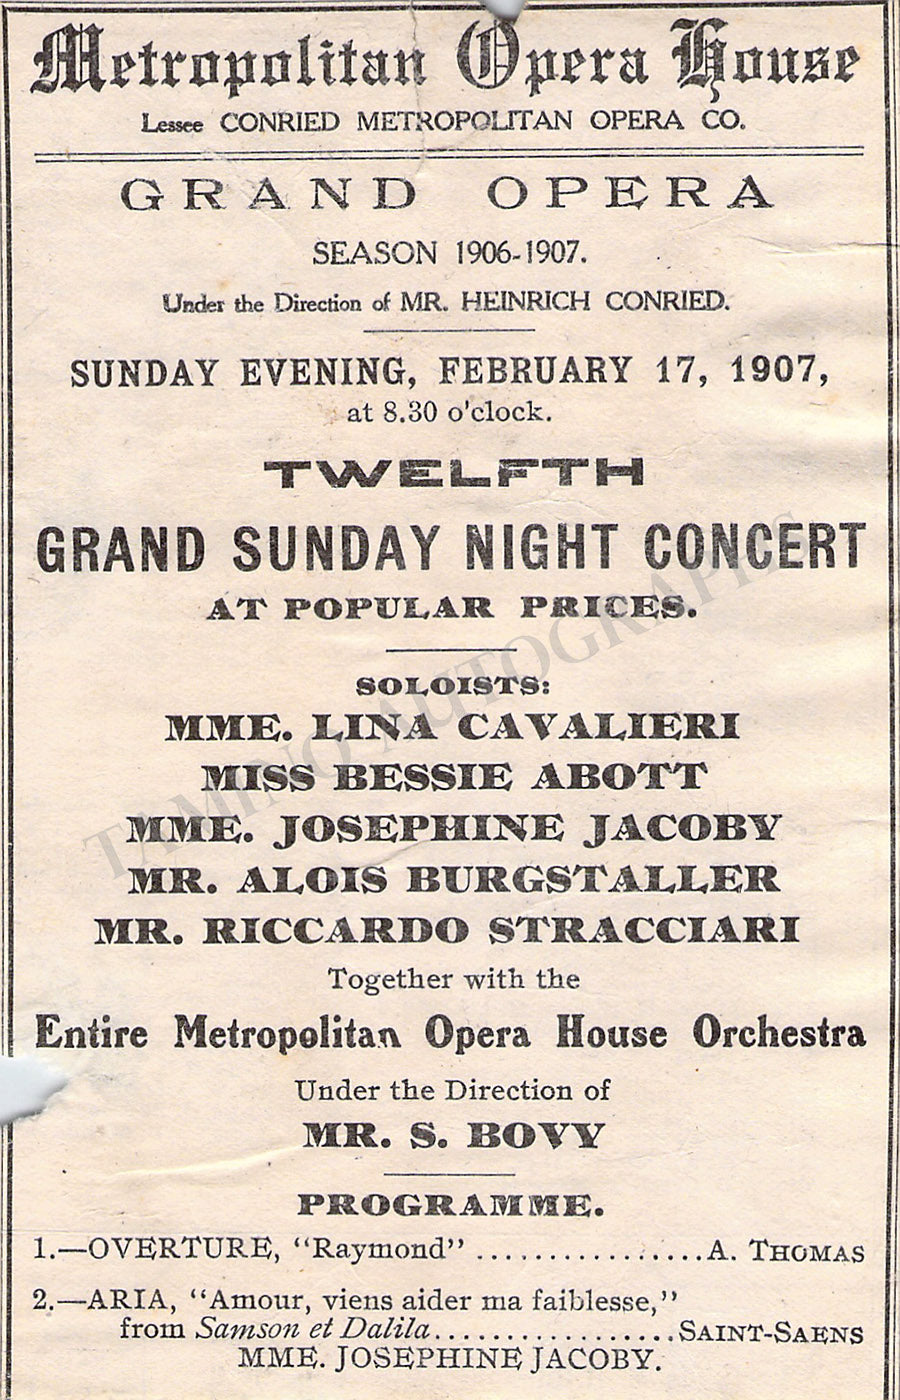 Metropolitan Opera House
Lessee CONRIED METROPOLITAN OPERA CO.
GRAND OPERA
SEASON 1906-1907.
Under the Direction of MR. HEINRICH CONRIED.
SUNDAY EVENING, FEBRUARY 17, 1907,
at 8.30 o'clock.
TWELFTH
GRAND SUNDAY NIGHT CONCERT
AT POPULAR PRICES.
SOLOISTS:
MME. LINA CAVALIERI
MISS BESSIE ABOTT
MME. JOSEPHINE JACOBY
MR. ALOIS BURGSTALLER
MR. RICCARDO STRACCIARI
Together with the
Entire Metropolitan Opera House Orchestra
Under the Direction of
MR. S. BOVY
PROGRAMME.
1.—OVERTURE, "Raymond" ................A. THOMAS
2.—ARIA, "Amour, viens aider ma faiblesse,"
from Samson et Dalila.................SAINT-SAENS
MME. JOSEPHINE JACOBY.
TAMINO AUTOGRAPHS